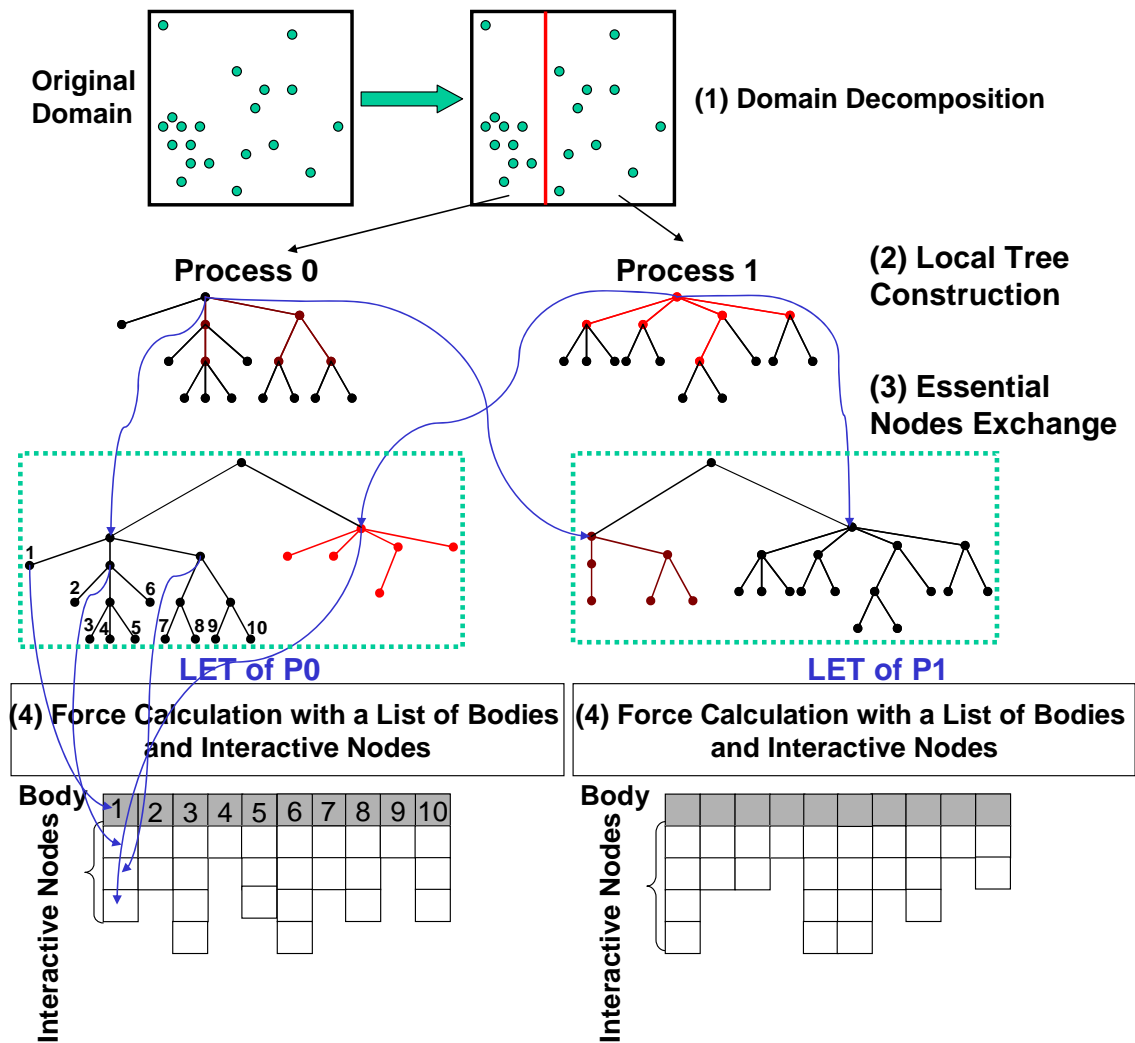 Original
Domain
(1) Domain Decomposition
Process 0
Process 1
(2) Local Tree
Construction
(3) Essential
Nodes Exchange
1
2
6
3
4
5
7
8
9
10
LET of P0
LET of P1
(4) Force Calculation with a List of Bodies
and Interactive Nodes
(4) Force Calculation with a List of Bodies
and Interactive Nodes
Body
1 2 3 4 5 6 7 8 9 10
Interactive Nodes
Body
Interactive Nodes